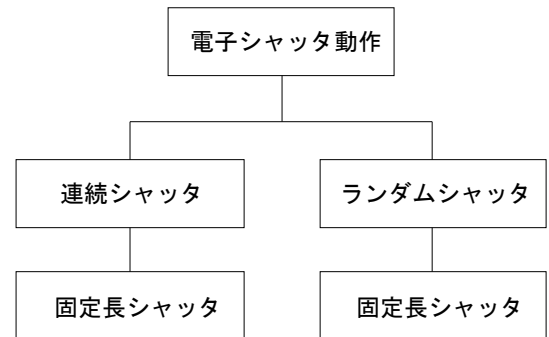 電子シャッタ動作
連続シャッタ
ランダムシャッタ
固定長シャッタ
固定長シャッタ